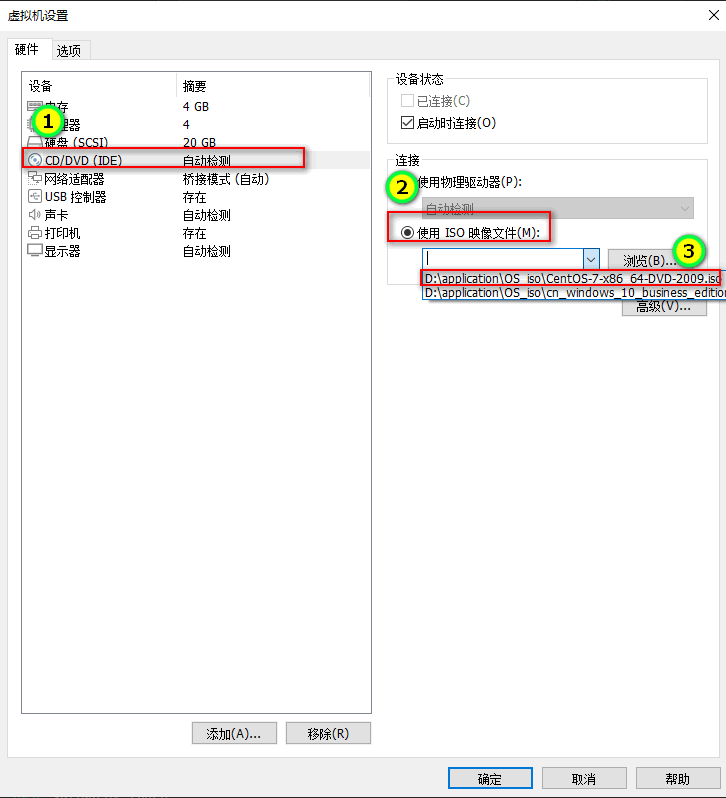 虚拟机设置
硬件 选项
设备 摘要
内存 4 GB
理器 4
硬盘 (SCSI) 20 GB
CD/DVD (IDE) 自动检测
网络适配器 桥接模式 (自动)
USB 控制器 存在
声卡 自动检测
打印机 存在
显示器 自动检测
1
添加(A)... 移除(R)
设备状态
已连接(C)
启动时连接(O)
连接
2
使用物理驱动器(P):
自动检测
使用 ISO 映像文件(M):
浏览(B)...
3
D:\application\OS_iso\CentOS-7-x86_64-DVD-2009.iso
D:\application\OS_iso\cn_windows_10_business_edition
高级(V)...
确定 取消 帮助